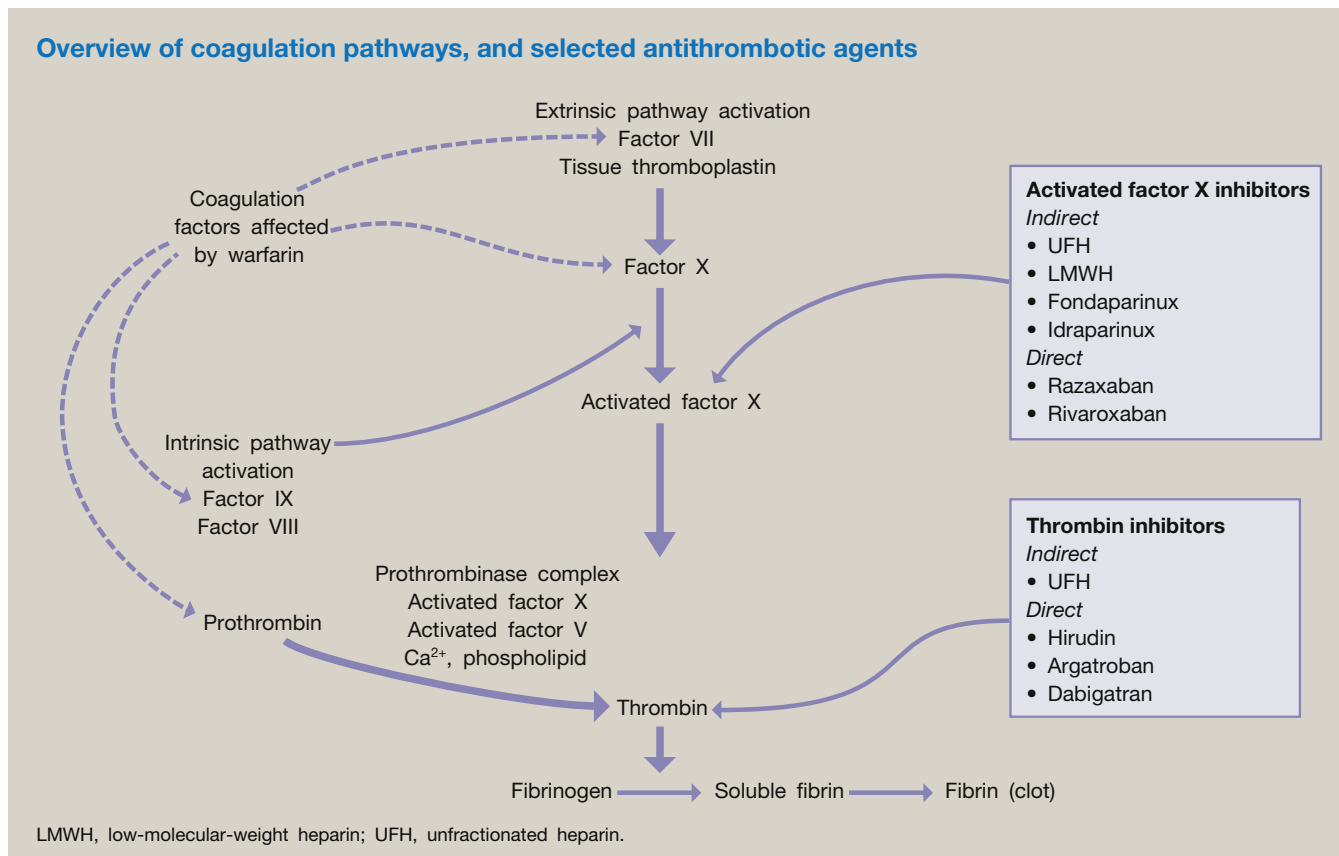 Overview of coagulation pathways, and selected antithrombotic agents
Extrinsic pathway activation
Factor VII
Tissue thromboplastin
Coagulation
factors affected
by warfarin
Factor X
Activated factor X
Intrinsic pathway
activation
Factor IX
Factor VIII
Prothrombinase complex
Activated factor X
Activated factor V
Ca²⁺, phospholipid
Prothrombin
Thrombin
Fibrinogen
Soluble fibrin
Fibrin (clot)
Activated factor X inhibitors
Indirect
• UFH
• LMWH
• Fondaparinux
• Idraparinux
Direct
• Razaxaban
• Rivaroxaban
Thrombin inhibitors
Indirect
• UFH
Direct
• Hirudin
• Argatroban
• Dabigatran
LMWH, low-molecular-weight heparin; UFH, unfractionated heparin.